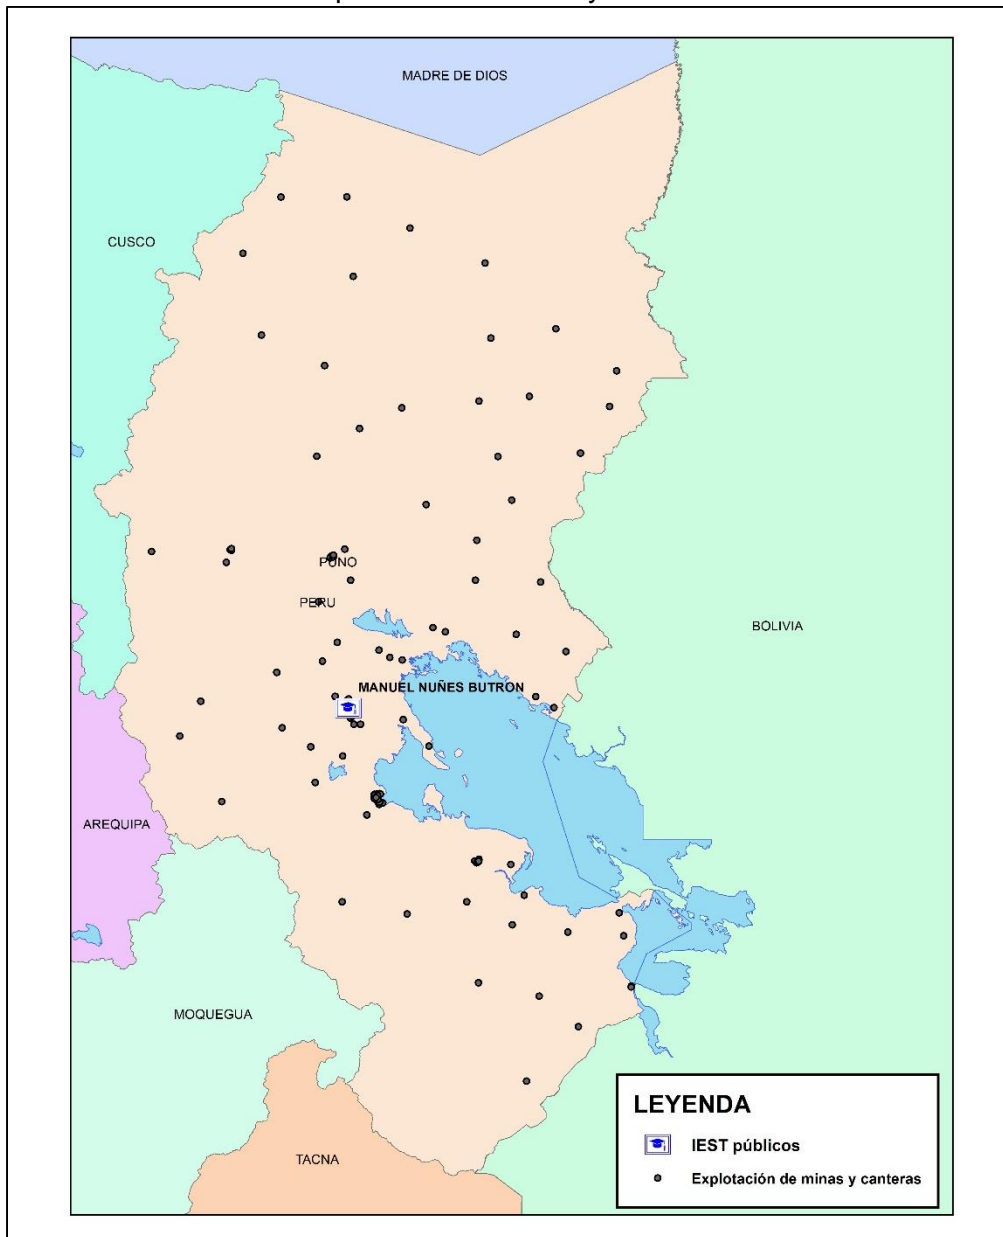 MADRE DE DIOS
CUSCO
PUNO
PERU
BOLIVIA
MANUEL NUÑES BUTRON
AREQUIPA
MOQUEGUA
TACNA
LEYENDA
IEST públicos
Explotación de minas y canteras